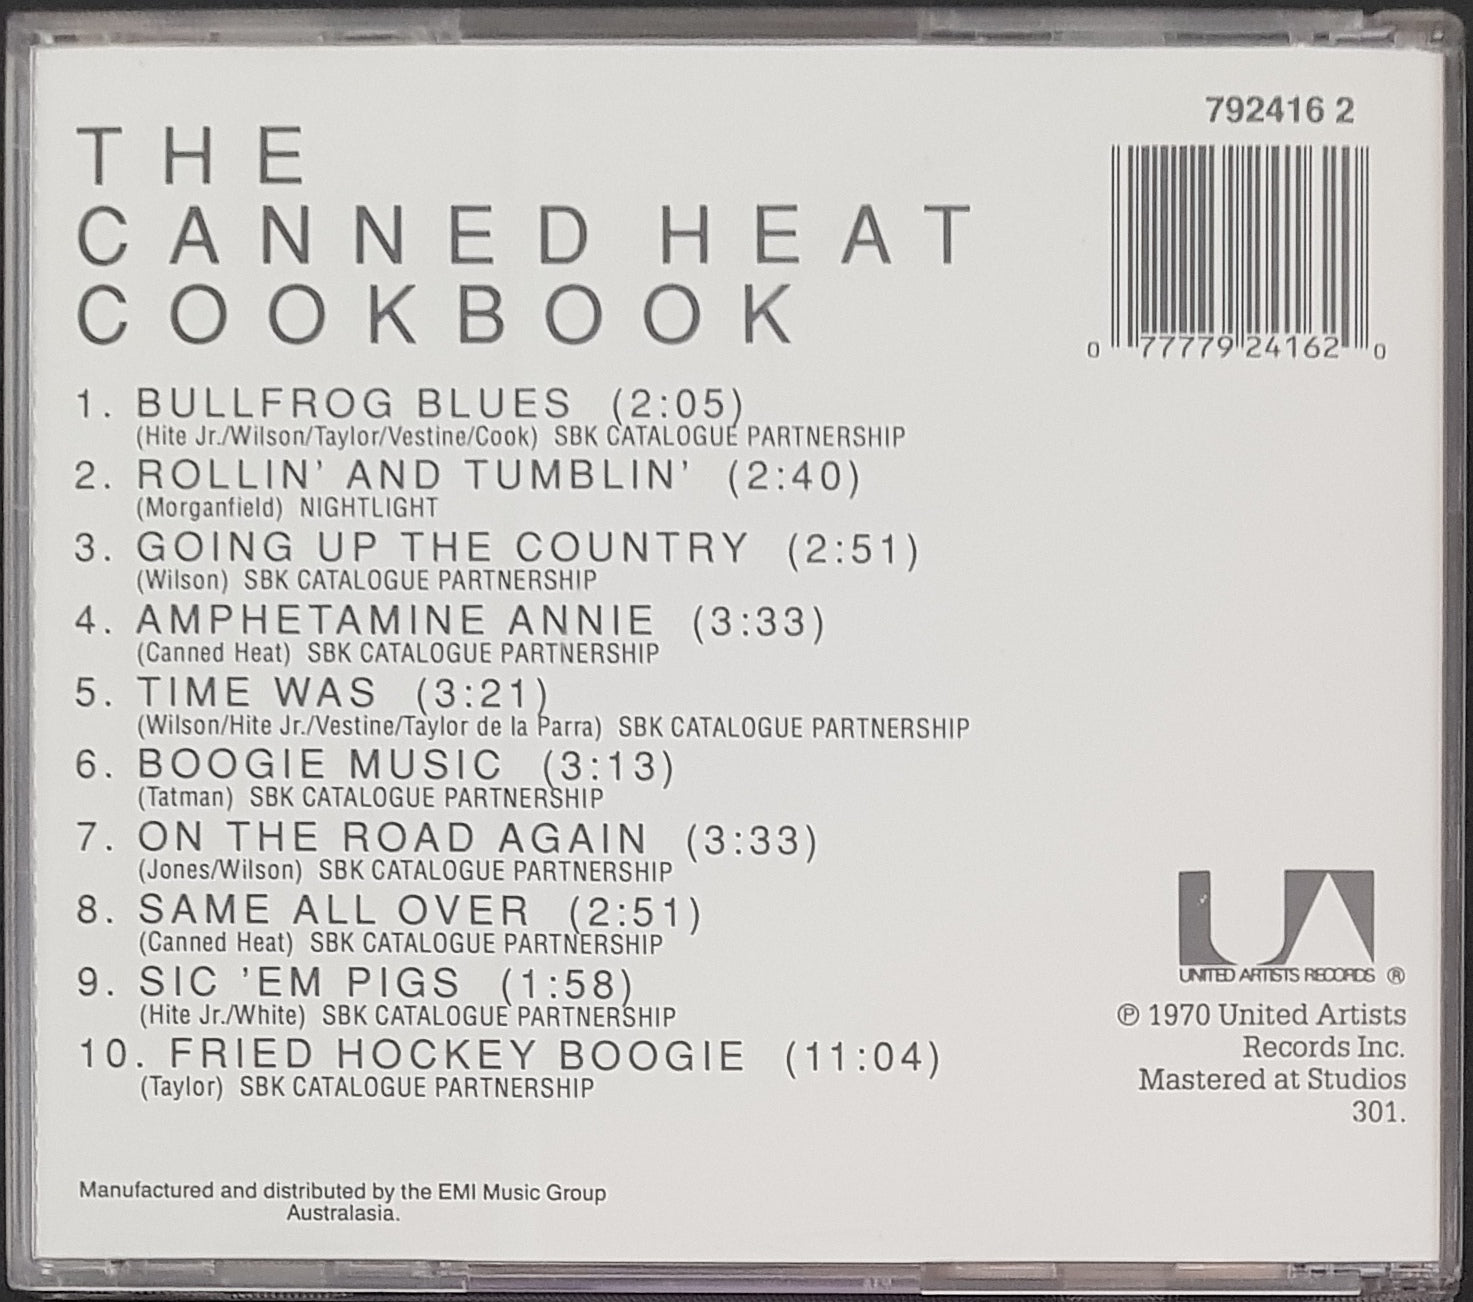 792416 2
THE
CANNED HEAT
COOKBOOK
0 77779 24162 0
1. BULLFROG BLUES (2:05)
(Hite Jr./Wilson/Taylor/Vestine/Cook) SBK CATALOGUE PARTNERSHIP
2. ROLLIN' AND TUMBLIN' (2:40)
(Morganfield) NIGHTLIGHT
3. GOING UP THE COUNTRY (2:51)
(Wilson) SBK CATALOGUE PARTNERSHIP
4. AMPHETAMINE ANNIE (3:33)
(Canned Heat) SBK CATALOGUE PARTNERSHIP
5. TIME WAS (3:21)
(Wilson/Hite Jr./Vestine/Taylor de la Parra) SBK CATALOGUE PARTNERSHIP
6. BOOGIE MUSIC (3:13)
(Tatman) SBK CATALOGUE PARTNERSHIP
7. ON THE ROAD AGAIN (3:33)
(Jones/Wilson) SBK CATALOGUE PARTNERSHIP
8. SAME ALL OVER (2:51)
(Canned Heat) SBK CATALOGUE PARTNERSHIP
9. SIC 'EM PIGS (1:58)
(Hite Jr./White) SBK CATALOGUE PARTNERSHIP
10. FRIED HOCKEY BOOGIE (11:04)
(Taylor) SBK CATALOGUE PARTNERSHIP
UA
UNITED ARTISTS RECORDS ®
℗ 1970 United Artists
Records Inc.
Mastered at Studios
301.
Manufactured and distributed by the EMI Music Group
Australasia.